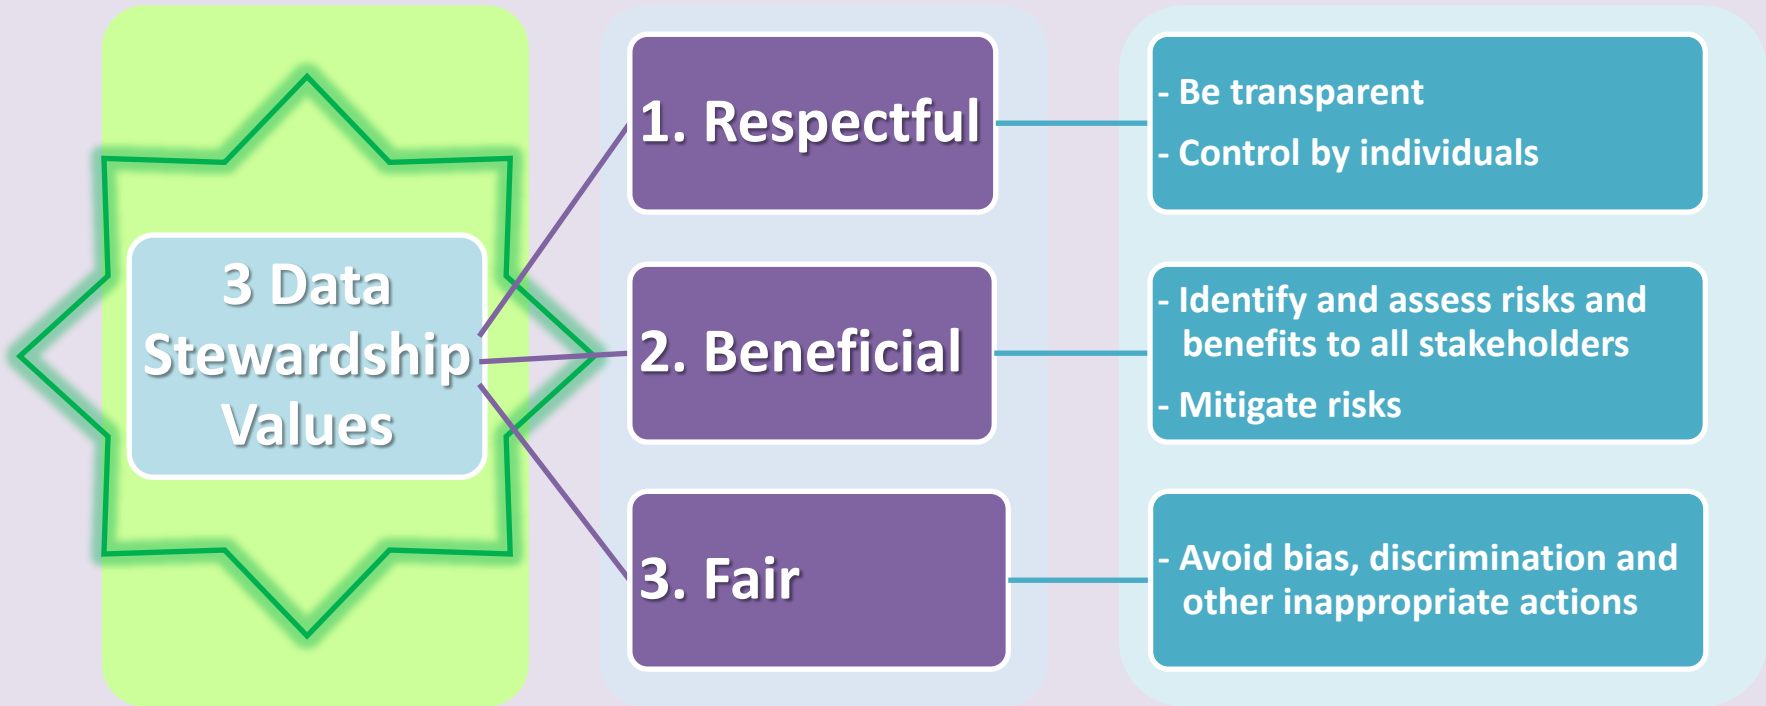 3 Data
Stewardship
Values
1. Respectful
- Be transparent
- Control by individuals
2. Beneficial
- Identify and assess risks and
benefits to all stakeholders
- Mitigate risks
3. Fair
- Avoid bias, discrimination and
other inappropriate actions